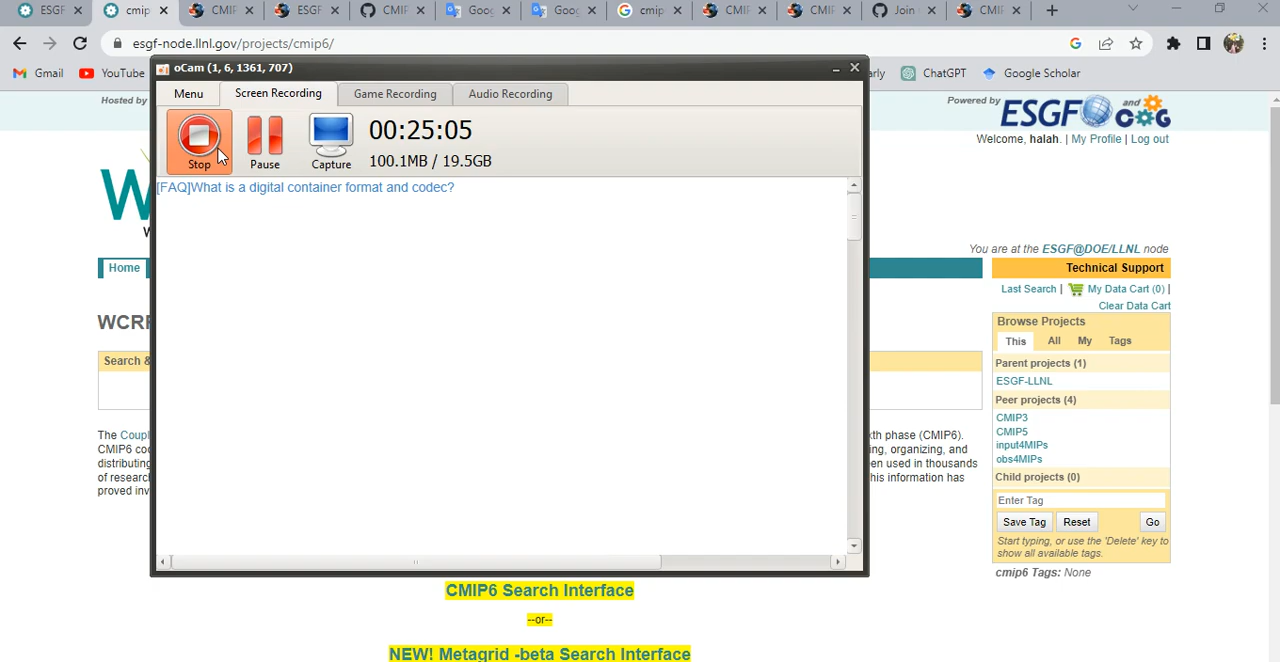 ESGF
cmip
CMIP
ESGF
CMIP
Goog
Goog
cmip
CMIP
CMIP
Join
CMIP
esgf-node.llnl.gov/projects/cmip6/
Gmail
YouTube
arly
ChatGPT
Google Scholar
oCam (1, 6, 1361, 707)
Menu
Screen Recording
Game Recording
Audio Recording
Stop
Pause
Capture
00:25:05
100.1MB / 19.5GB
[FAQ]What is a digital container format and codec?
Hosted by
Powered by ESGF and COG
Welcome, halah. | My Profile | Log out
W
You are at the ESGF@DOE/LLNL node
Home
Technical Support
Last Search | My Data Cart (0) |
Clear Data Cart
WCR
Browse Projects
This All My Tags
Search &
Parent projects (1)
ESGF-LLNL
Peer projects (4)
CMIP3
CMIP5
input4MIPs
obs4MIPs
Child projects (0)
Enter Tag
Save Tag Reset Go
Start typing, or use the 'Delete' key to
show all available tags.
cmip6 Tags: None
The Coupl
xth phase (CMIP6).
CMIP6 coo
ing, organizing, and
distributing
en used in thousands
of researc
his information has
proved inv
CMIP6 Search Interface
--or--
NEW! Metagrid -beta Search Interface